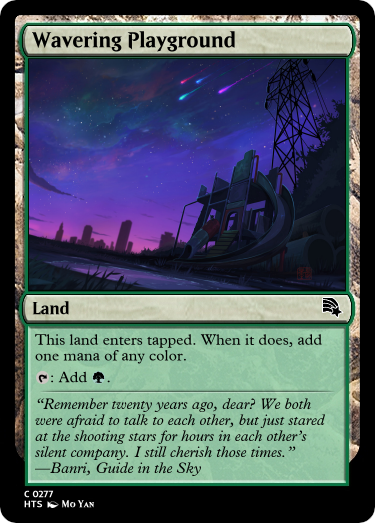 Wavering Playground
Land
This land enters tapped. When it does, add
one mana of any color.
: Add .
“Remember twenty years ago, dear? We both
were afraid to talk to each other, but just stared
at the shooting stars for hours in each other’s
silent company. I still cherish those times.”
—Banri, Guide in the Sky
C 0277
HTS Mo Yan